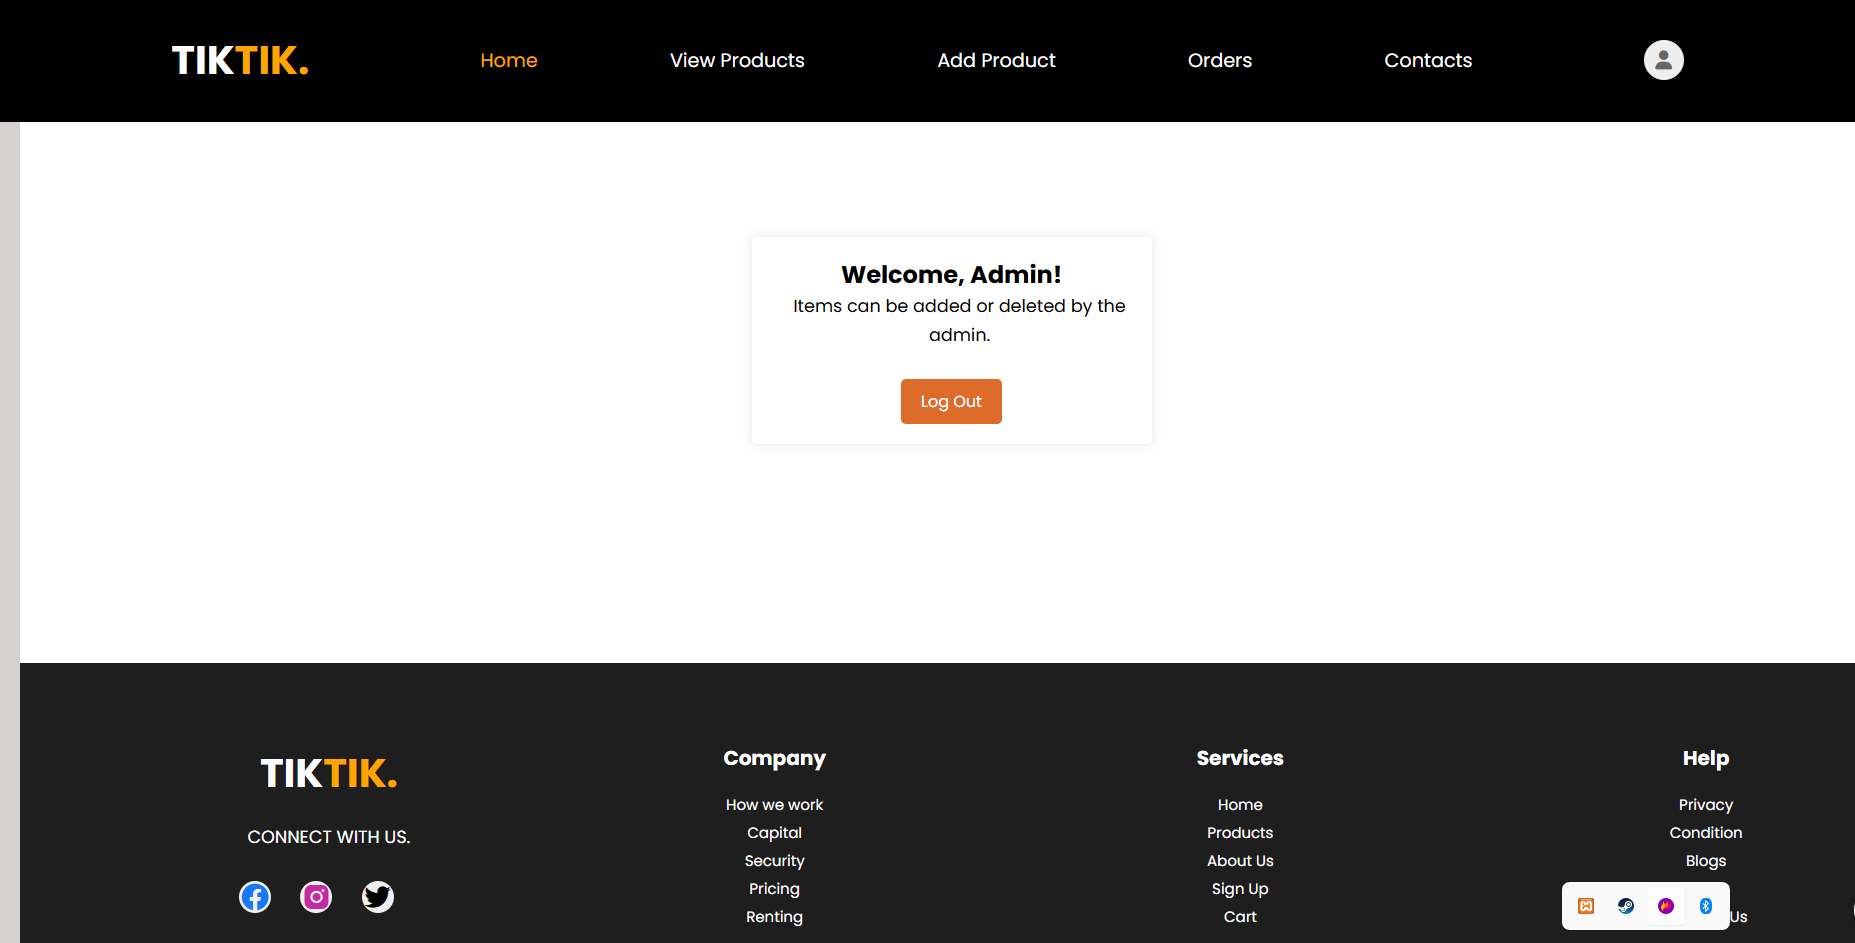 TIKTIK.
Home
View Products
Add Product
Orders
Contacts
Welcome, Admin!
Items can be added or deleted by the
admin.
Log Out
TIKTIK.
CONNECT WITH US.
Company
How we work
Capital
Security
Pricing
Renting
Services
Home
Products
About Us
Sign Up
Cart
Help
Privacy
Condition
Blogs
Us